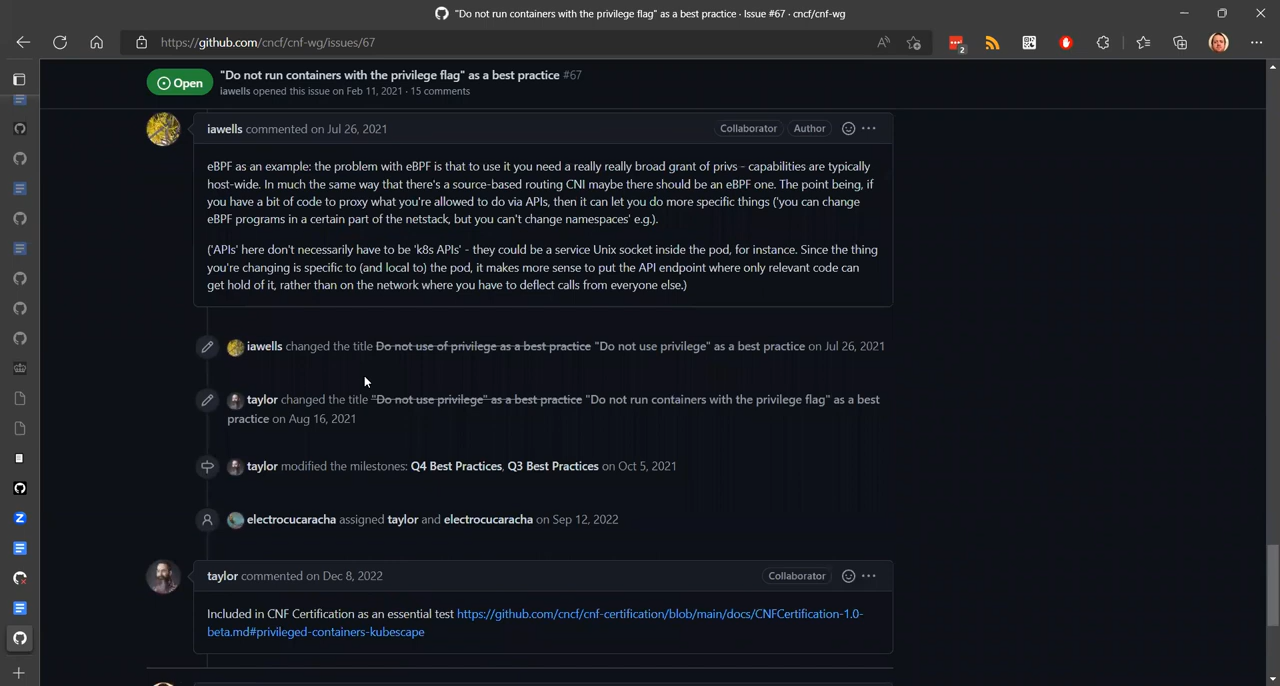 "Do not run containers with the privilege flag" as a best practice · Issue #67 · cncf/cnf-wg
https://github.com/cncf/cnf-wg/issues/67
2
Open
"Do not run containers with the privilege flag" as a best practice #67
iawells opened this issue on Feb 11, 2021 · 15 comments
iawells commented on Jul 26, 2021
Collaborator
Author
eBPF as an example: the problem with eBPF is that to use it you need a really really broad grant of privs - capabilities are typically
host-wide. In much the same way that there's a source-based routing CNI maybe there should be an eBPF one. The point being, if
you have a bit of code to proxy what you're allowed to do via APIs, then it can let you do more specific things ('you can change
eBPF programs in a certain part of the netstack, but you can't change namespaces' e.g.).
('APIs' here don't necessarily have to be 'k8s APIs' - they could be a service Unix socket inside the pod, for instance. Since the thing
you're changing is specific to (and local to) the pod, it makes more sense to put the API endpoint where only relevant code can
get hold of it, rather than on the network where you have to deflect calls from everyone else.)
iawells changed the title Do not use of privilege as a best practice "Do not use privilege" as a best practice on Jul 26, 2021
taylor changed the title "Do not use privilege" as a best practice "Do not run containers with the privilege flag" as a best
practice on Aug 16, 2021
taylor modified the milestones: Q4 Best Practices, Q3 Best Practices on Oct 5, 2021
electrocucaracha assigned taylor and electrocucaracha on Sep 12, 2022
taylor commented on Dec 8, 2022
Collaborator
Included in CNF Certification as an essential test https://github.com/cncf/cnf-certification/blob/main/docs/CNFCertification-1.0-
beta.md#privileged-containers-kubescape